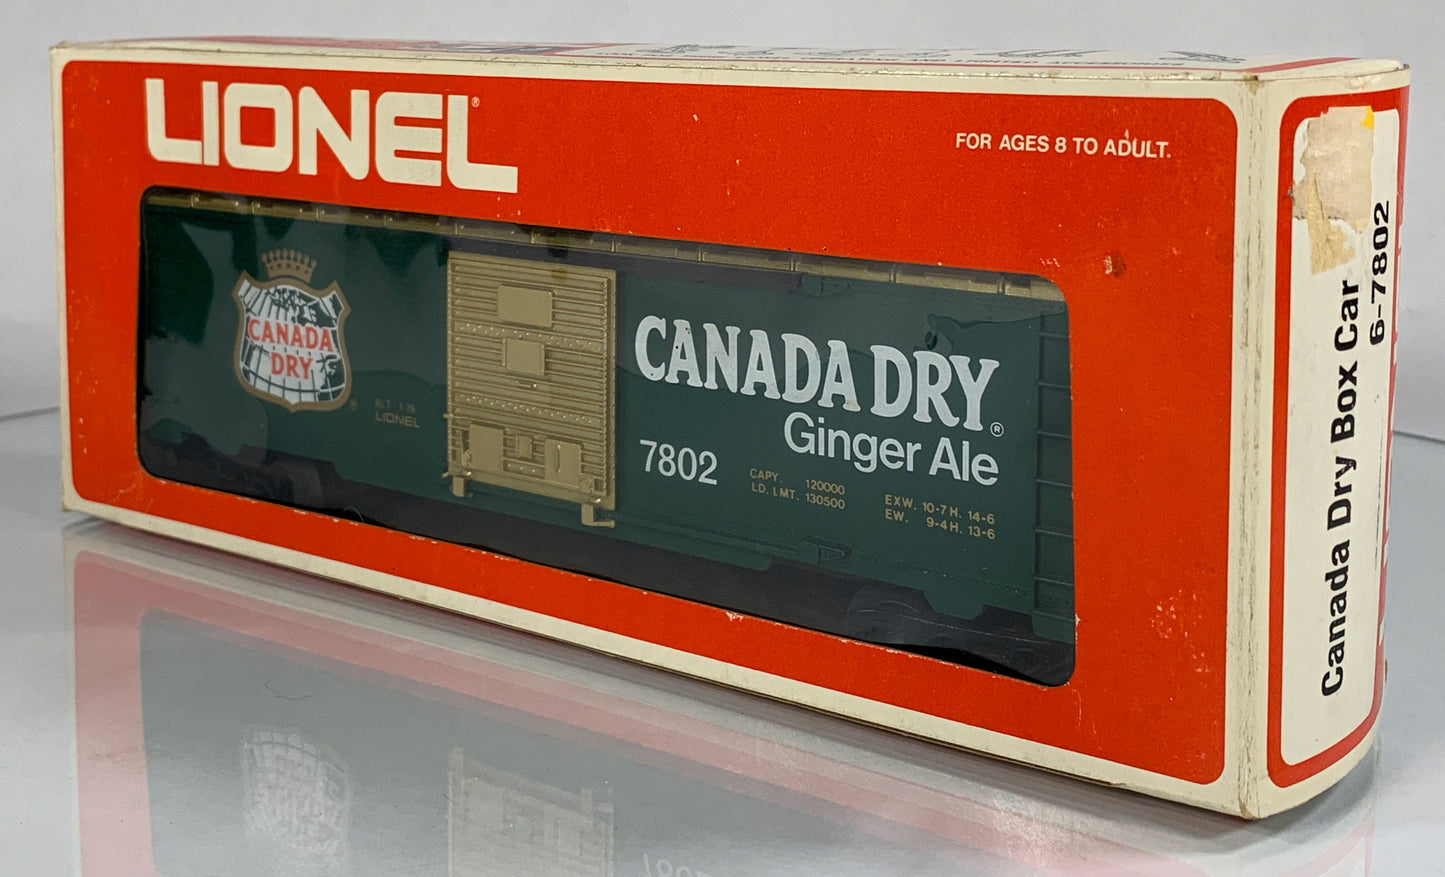 LIONEL®
FOR AGES 8 TO ADULT.
CANADA
DRY
®
BLT 1-76
LIONEL
CANADA DRY®
Ginger Ale
7802
CAPY. 120000
LD. LMT. 130500
EXW. 10-7 H. 14-6
EW. 9-4 H. 13-6
Canada Dry Box Car
6-7802